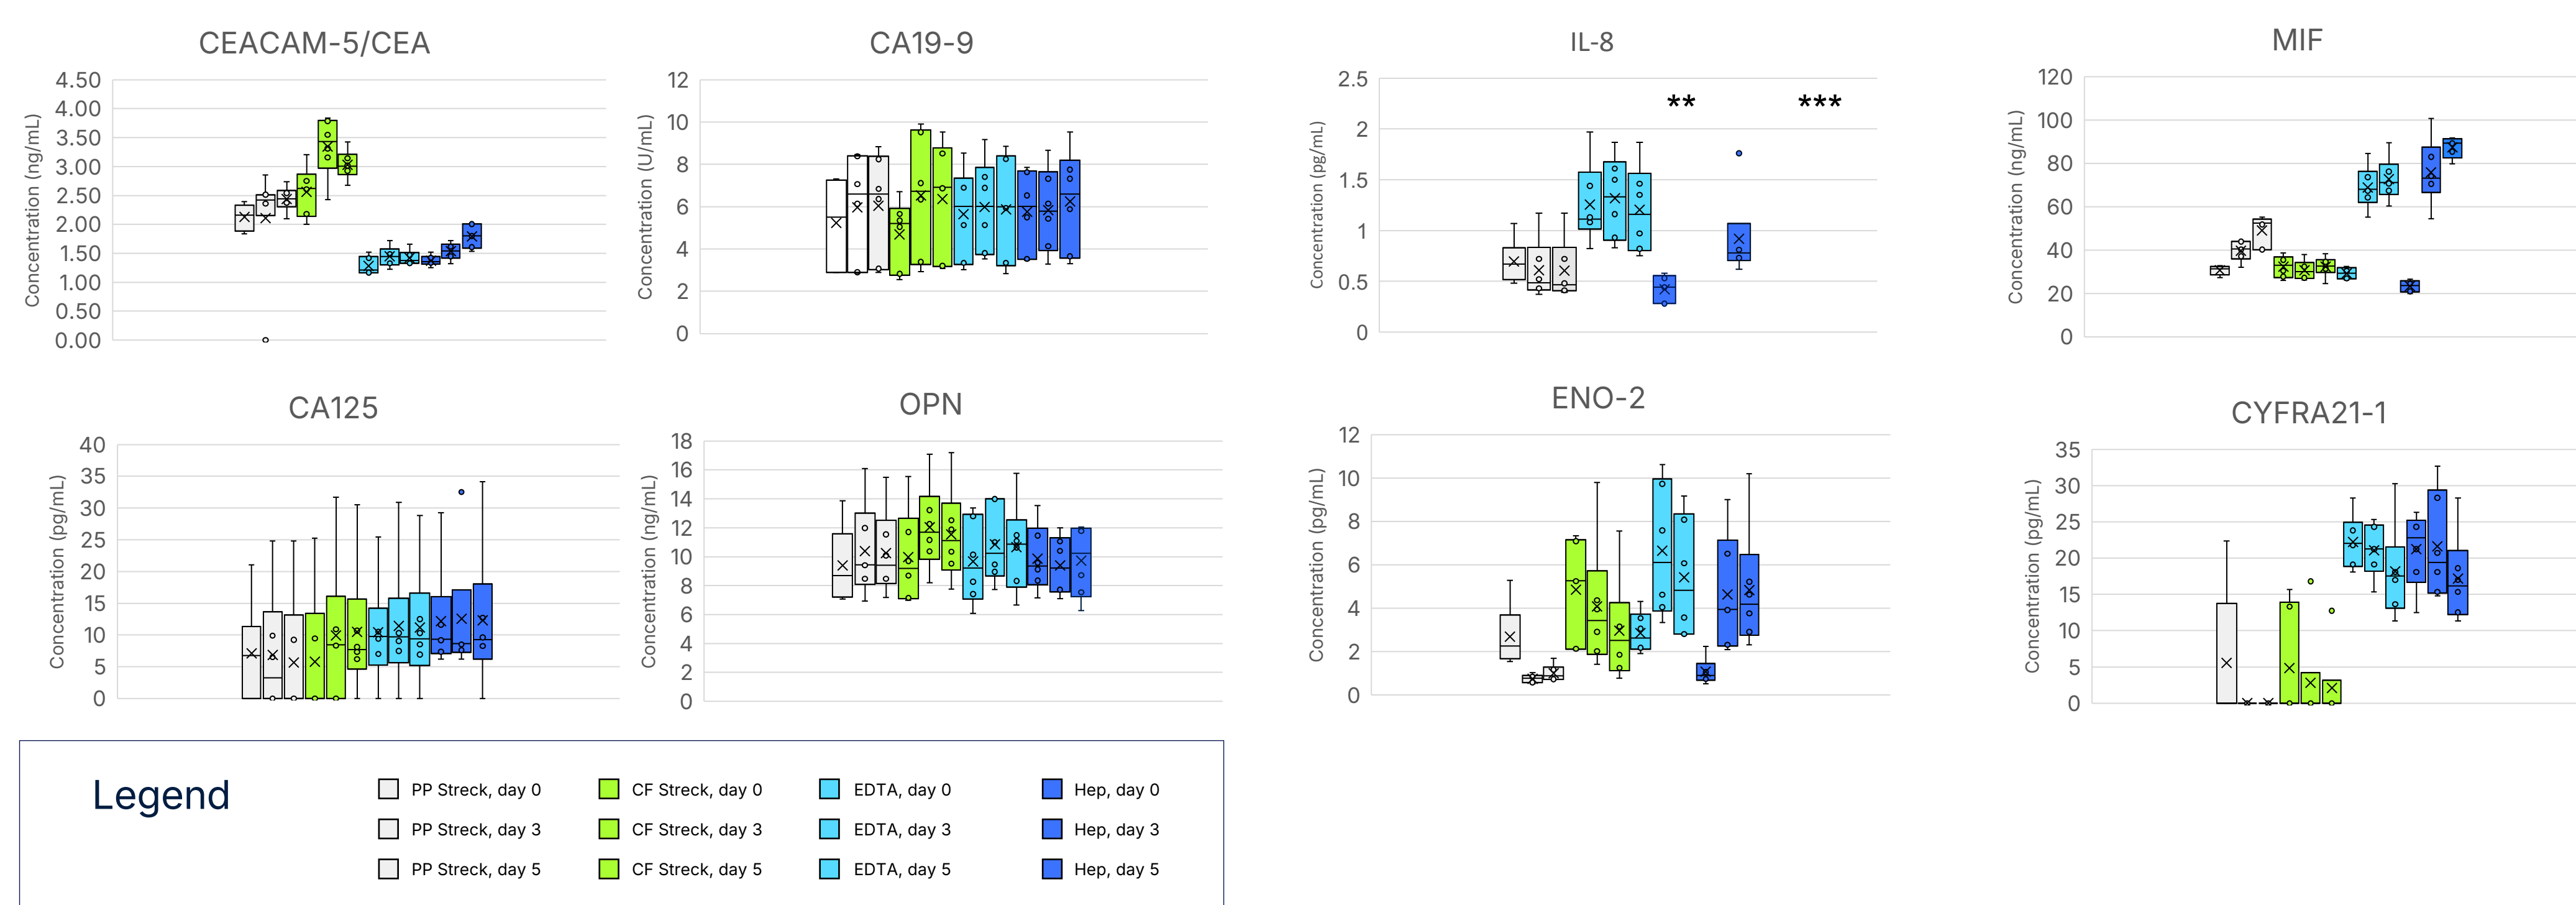 CEACAM-5/CEA
Concentration (ng/mL)
4.50
4.00
3.50
3.00
2.50
2.00
1.50
1.00
0.50
0.00
CA19-9
Concentration (U/mL)
12
10
8
6
4
2
0
IL-8
Concentration (pg/mL)
2.5
2
1.5
1
0.5
0
**
***
MIF
Concentration (ng/mL)
120
100
80
60
40
20
0
CA125
Concentration (pg/mL)
40
35
30
25
20
15
10
5
0
OPN
Concentration (ng/mL)
18
16
14
12
10
8
6
4
2
0
ENO-2
Concentration (pg/mL)
12
10
8
6
4
2
0
CYFRA21-1
Concentration (pg/mL)
35
30
25
20
15
10
5
0
Legend
PP Streck, day 0
CF Streck, day 0
EDTA, day 0
Hep, day 0
PP Streck, day 3
CF Streck, day 3
EDTA, day 3
Hep, day 3
PP Streck, day 5
CF Streck, day 5
EDTA, day 5
Hep, day 5